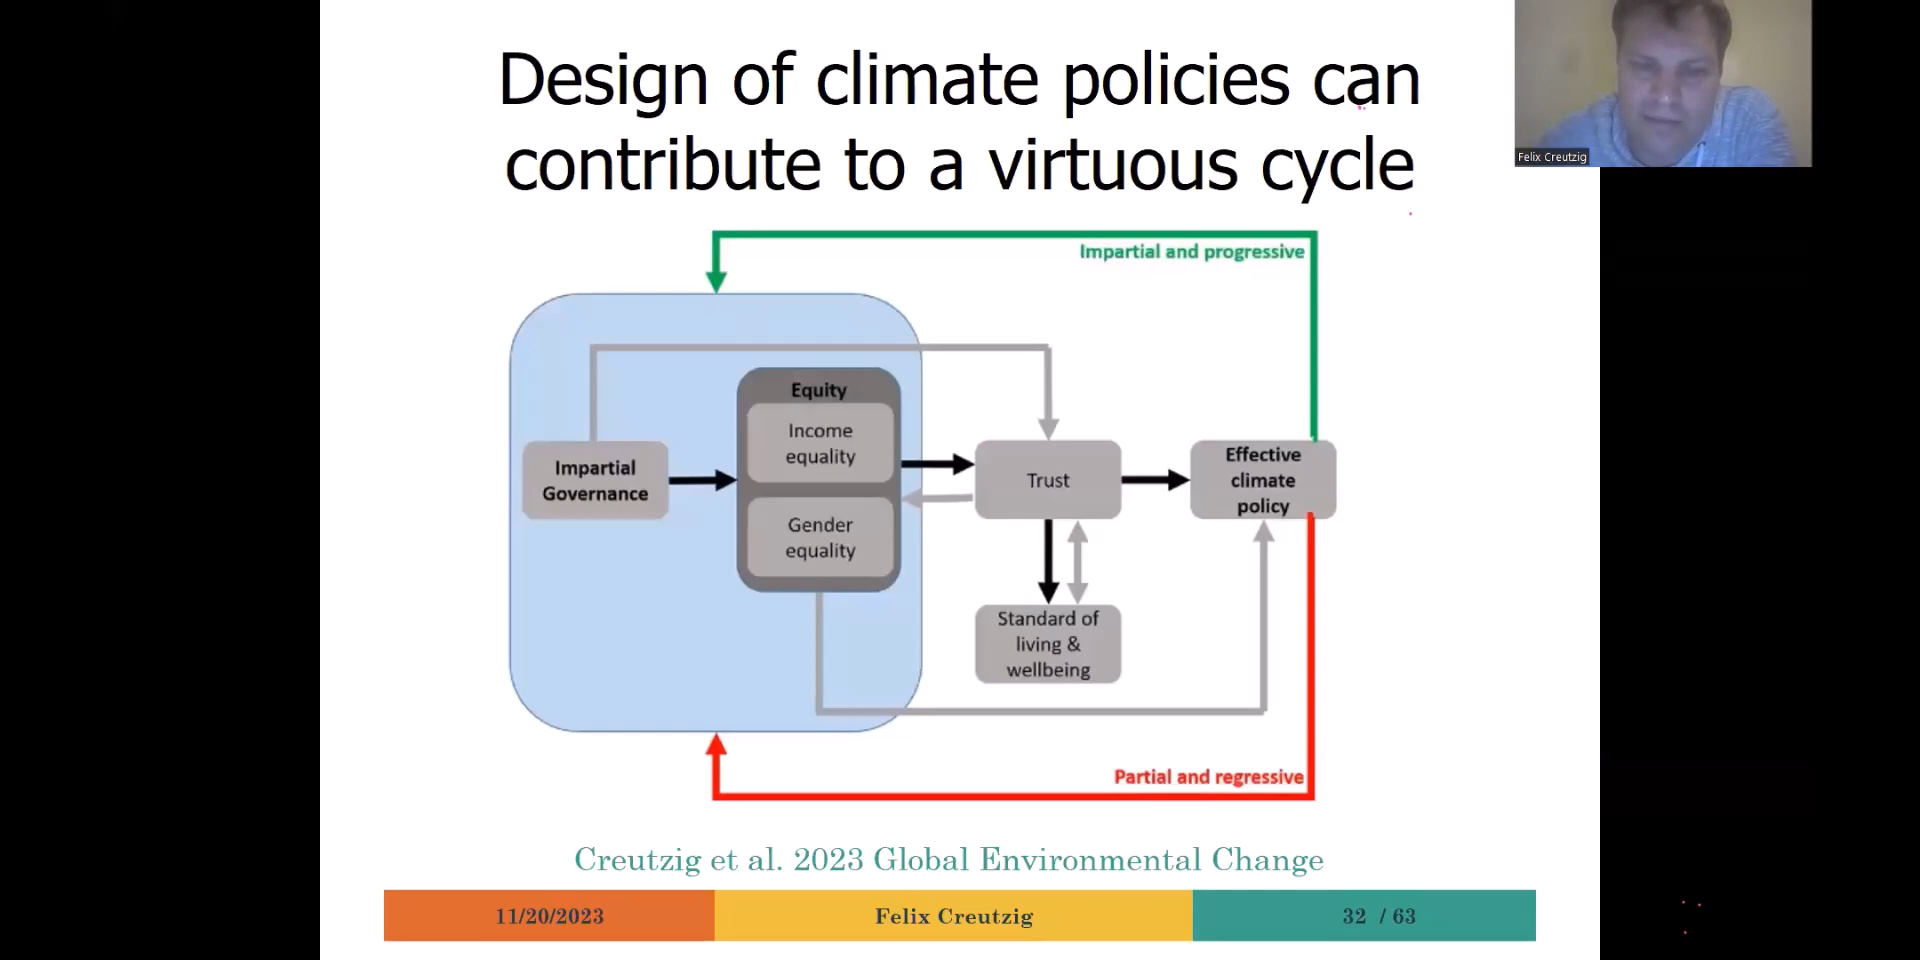 Design of climate policies can
contribute to a virtuous cycle
Felix Creutzig
Impartial and progressive
Equity
Income
equality
Impartial
Governance
Gender
equality
Trust
Effective
climate
policy
Standard of
living &
wellbeing
Partial and regressive
Creutzig et al. 2023 Global Environmental Change
11/20/2023
Felix Creutzig
32 / 63